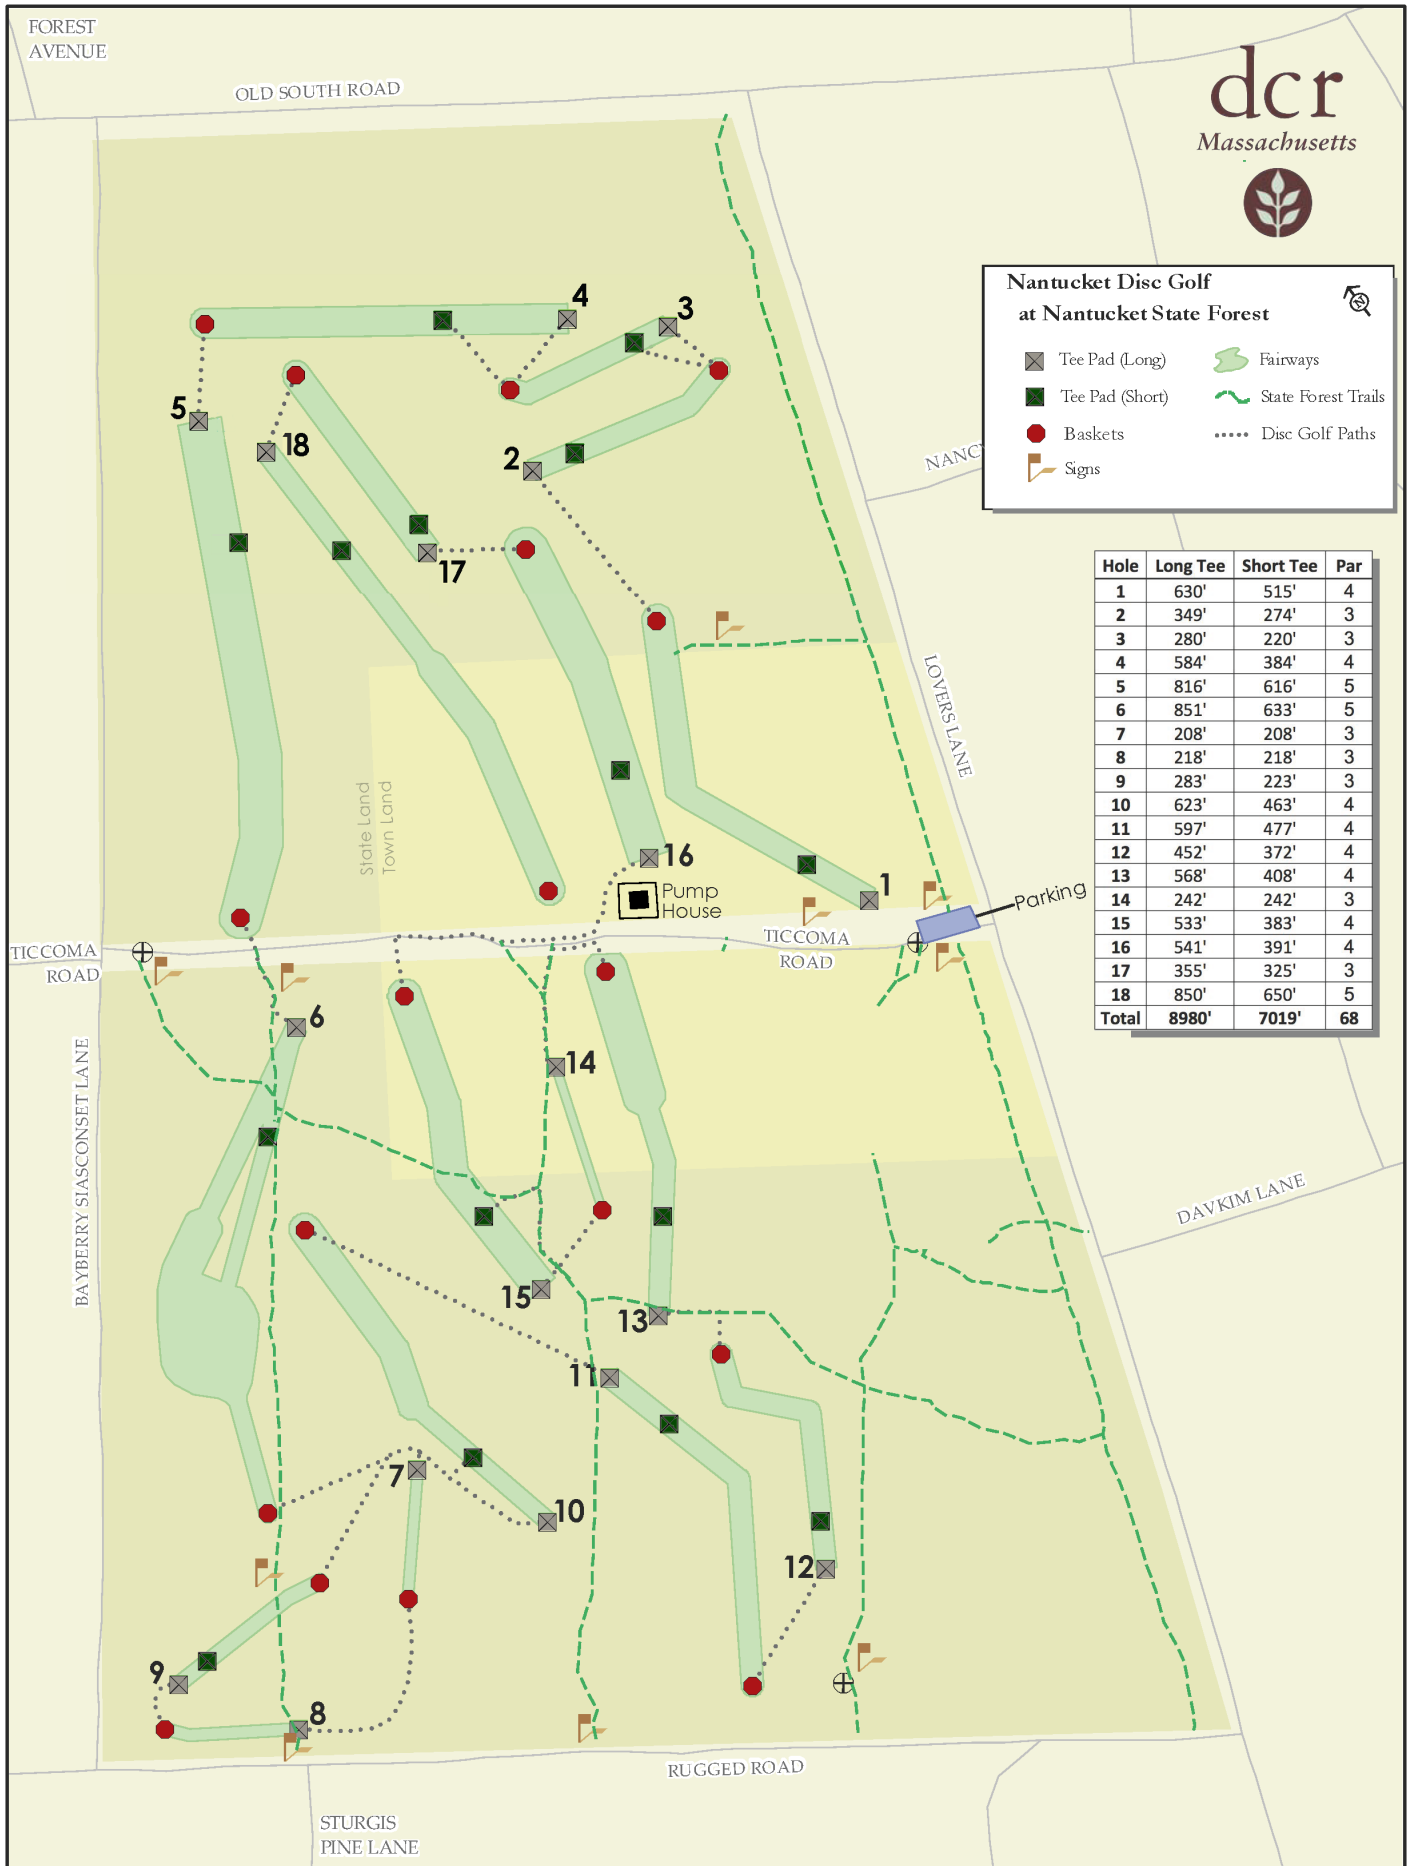 FOREST
AVENUE
OLD SOUTH ROAD
dcr
Massachusetts
Nantucket Disc Golf
at Nantucket State Forest
N
Tee Pad (Long)
Fairways
Tee Pad (Short)
State Forest Trails
Baskets
Disc Golf Paths
Signs
NANC
4
3
5
18
2
17
Hole Long Tee Short Tee Par
1 630' 515' 4
2 349' 274' 3
3 280' 220' 3
4 584' 384' 4
5 816' 616' 5
6 851' 633' 5
7 208' 208' 3
8 218' 218' 3
9 283' 223' 3
10 623' 463' 4
11 597' 477' 4
12 452' 372' 4
13 568' 408' 4
14 242' 242' 3
15 533' 383' 4
16 541' 391' 4
17 355' 325' 3
18 850' 650' 5
Total 8980' 7019' 68
LOVERS LANE
State Land
Town Land
16
1
Pump
House
Parking
TICCOMA
ROAD
TICCOMA
ROAD
6
14
BAYBERRY SIASCONSET LANE
DAVKIM LANE
15
13
11
7
10
12
9
8
RUGGED ROAD
STURGIS
PINE LANE